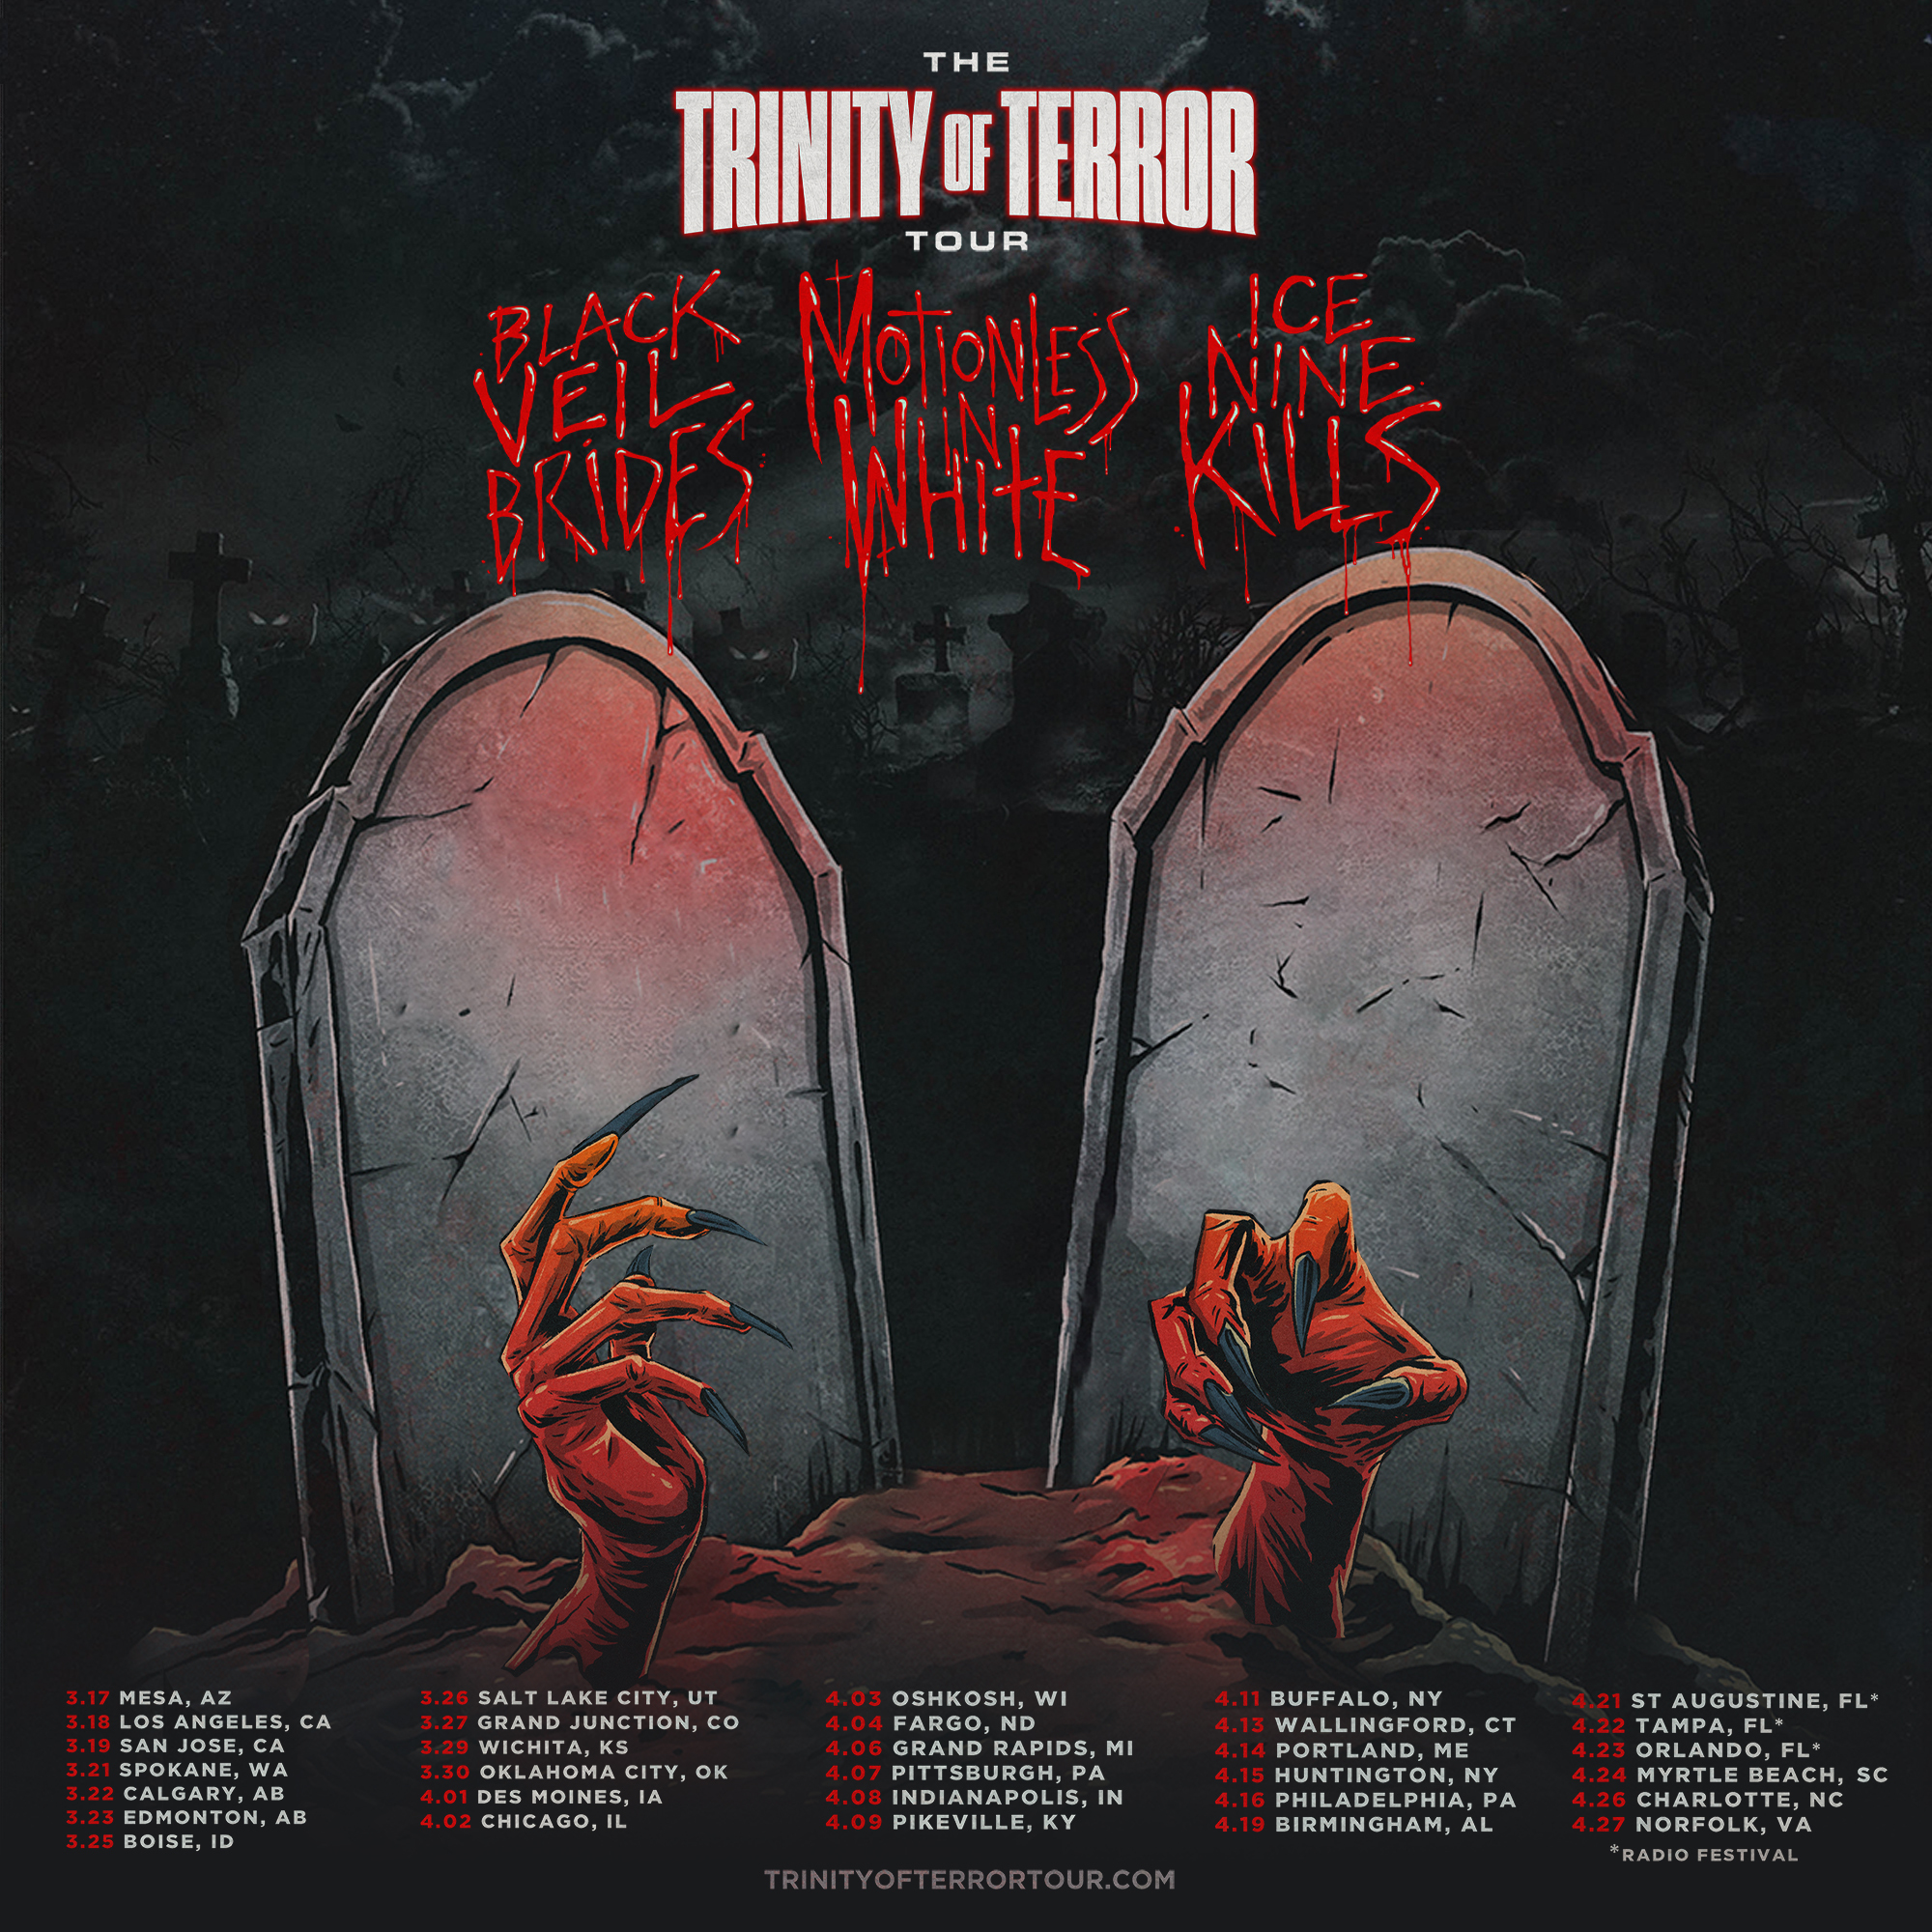 THE
TRINITY OF TERROR
TOUR
BLACK
VEIL
BRIDES
MOTIONLESS
IN
WHITE
ICE
NINE
KILLS
3.17 MESA, AZ
3.18 LOS ANGELES, CA
3.19 SAN JOSE, CA
3.21 SPOKANE, WA
3.22 CALGARY, AB
3.23 EDMONTON, AB
3.25 BOISE, ID
3.26 SALT LAKE CITY, UT
3.27 GRAND JUNCTION, CO
3.29 WICHITA, KS
3.30 OKLAHOMA CITY, OK
4.01 DES MOINES, IA
4.02 CHICAGO, IL
4.03 OSHKOSH, WI
4.04 FARGO, ND
4.06 GRAND RAPIDS, MI
4.07 PITTSBURGH, PA
4.08 INDIANAPOLIS, IN
4.09 PIKEVILLE, KY
4.11 BUFFALO, NY
4.13 WALLINGFORD, CT
4.14 PORTLAND, ME
4.15 HUNTINGTON, NY
4.16 PHILADELPHIA, PA
4.19 BIRMINGHAM, AL
4.21 ST AUGUSTINE, FL*
4.22 TAMPA, FL*
4.23 ORLANDO, FL*
4.24 MYRTLE BEACH, SC
4.26 CHARLOTTE, NC
4.27 NORFOLK, VA
*RADIO FESTIVAL
TRINITYOFTERRORTOUR.COM